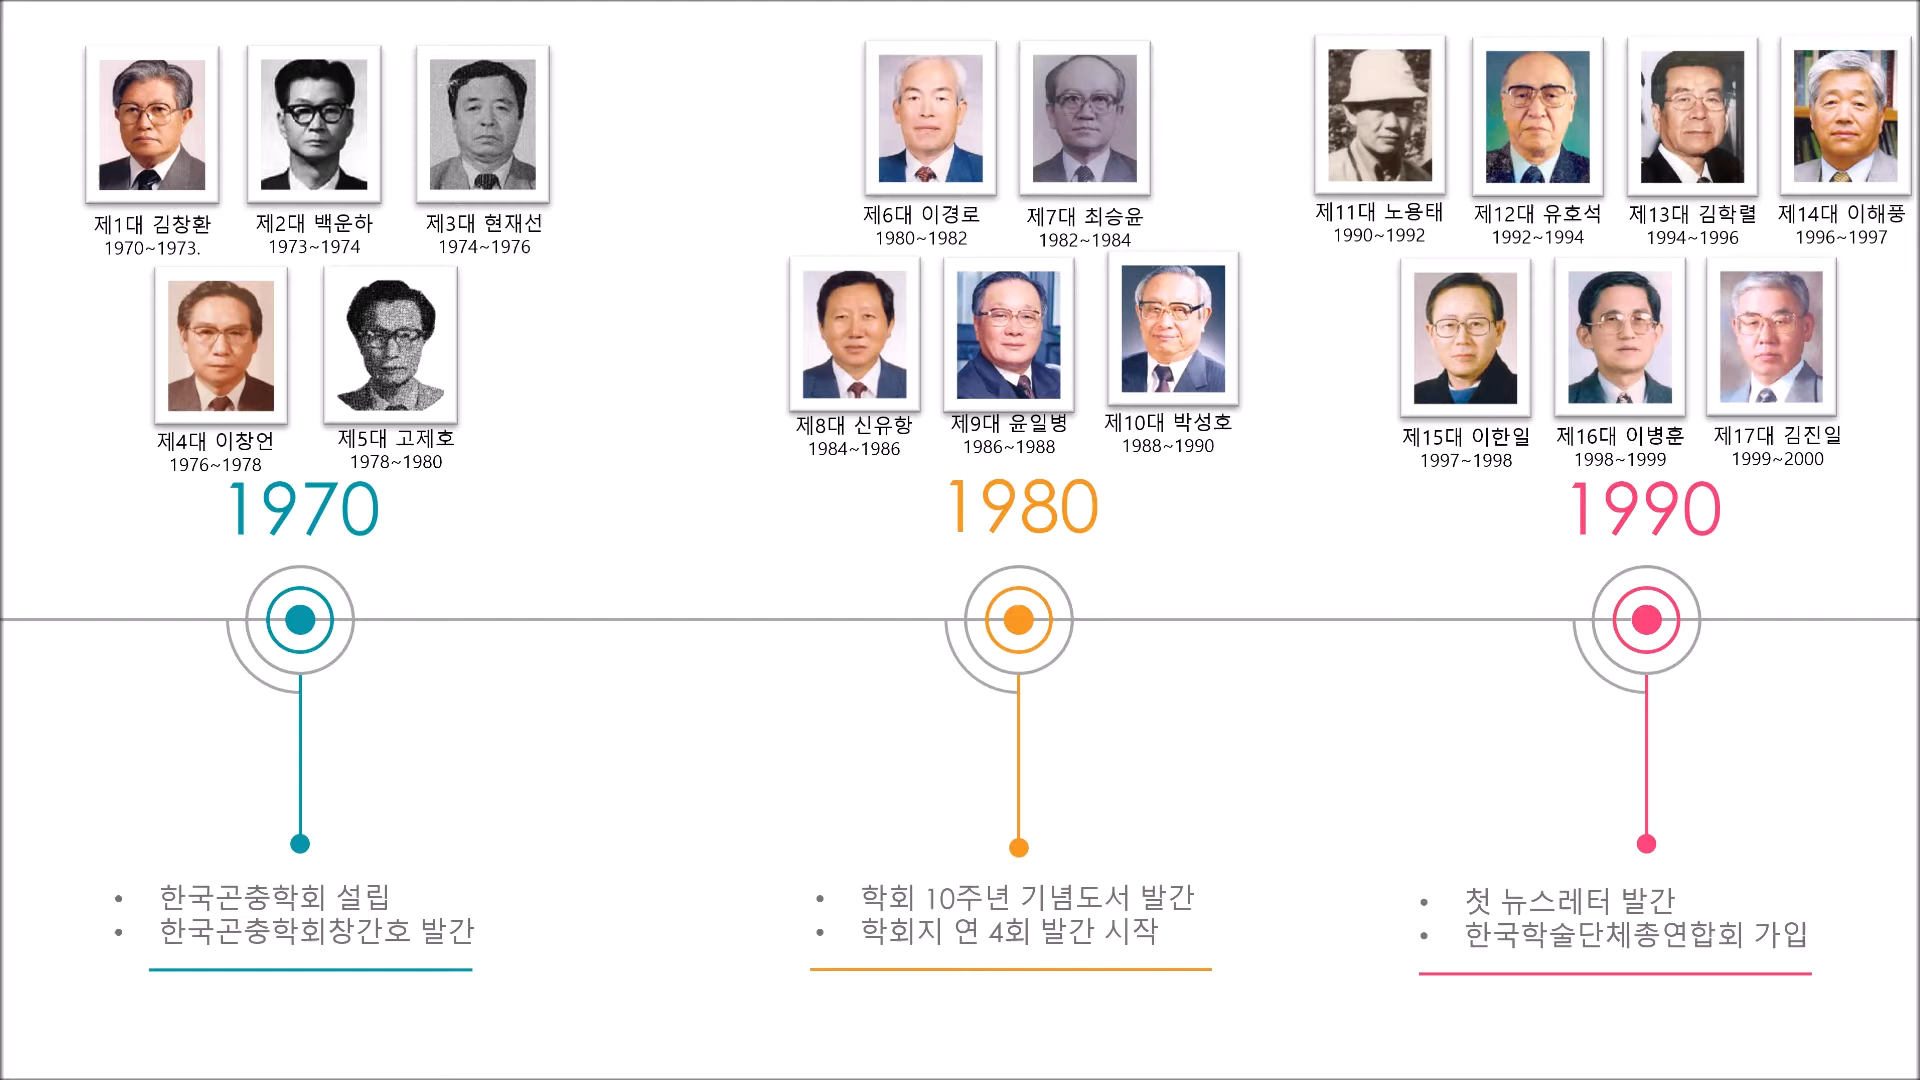 제1대 김창환
1970~1973.
제2대 백운하
1973~1974
제3대 현재선
1974~1976
제4대 이창언
1976~1978
제5대 고제호
1978~1980
1970
제6대 이경로
1980~1982
제7대 최승윤
1982~1984
제8대 신유항
1984~1986
제9대 윤일병
1986~1988
제10대 박성호
1988~1990
1980
제11대 노용태
1990~1992
제12대 유호석
1992~1994
제13대 김학렬
1994~1996
제14대 이해풍
1996~1997
제15대 이한일
1997~1998
제16대 이병훈
1998~1999
제17대 김진일
1999~2000
1990
• 한국곤충학회 설립
• 한국곤충학회창간호 발간
• 학회 10주년 기념도서 발간
• 학회지 연 4회 발간 시작
• 첫 뉴스레터 발간
• 한국학술단체총연합회 가입